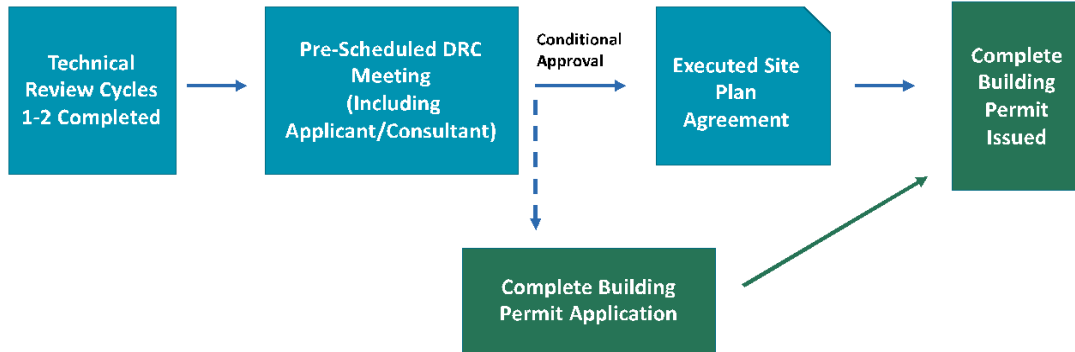 Technical
Review Cycles
1-2 Completed
Pre-Scheduled DRC
Meeting
(Including
Applicant/Consultant)
Conditional
Approval
Executed Site
Plan
Agreement
Complete
Building
Permit
Issued
Complete Building
Permit Application